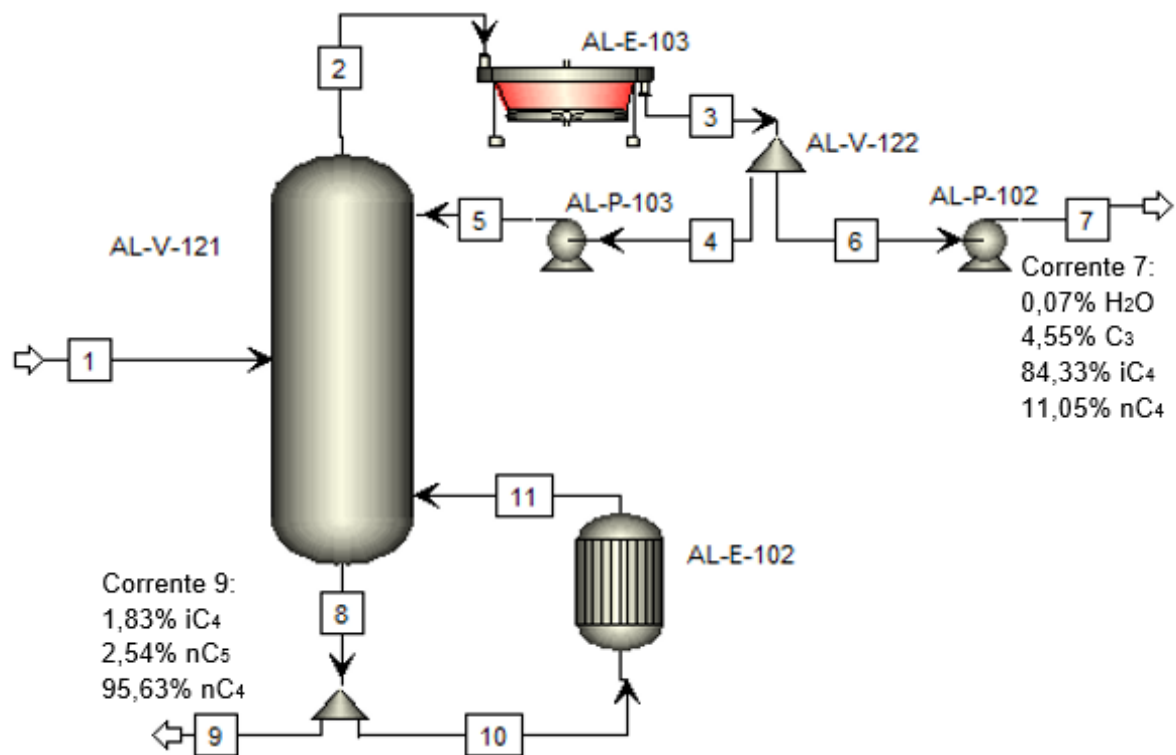 AL-E-103
2
3
AL-V-122
AL-P-103
AL-P-102
5
4
6
7
AL-V-121
Corrente 7:
0,07% H₂O
4,55% C₃
84,33% iC₄
11,05% nC₄
1
11
AL-E-102
Corrente 9:
1,83% iC₄
2,54% nC₅
95,63% nC₄
8
9
10